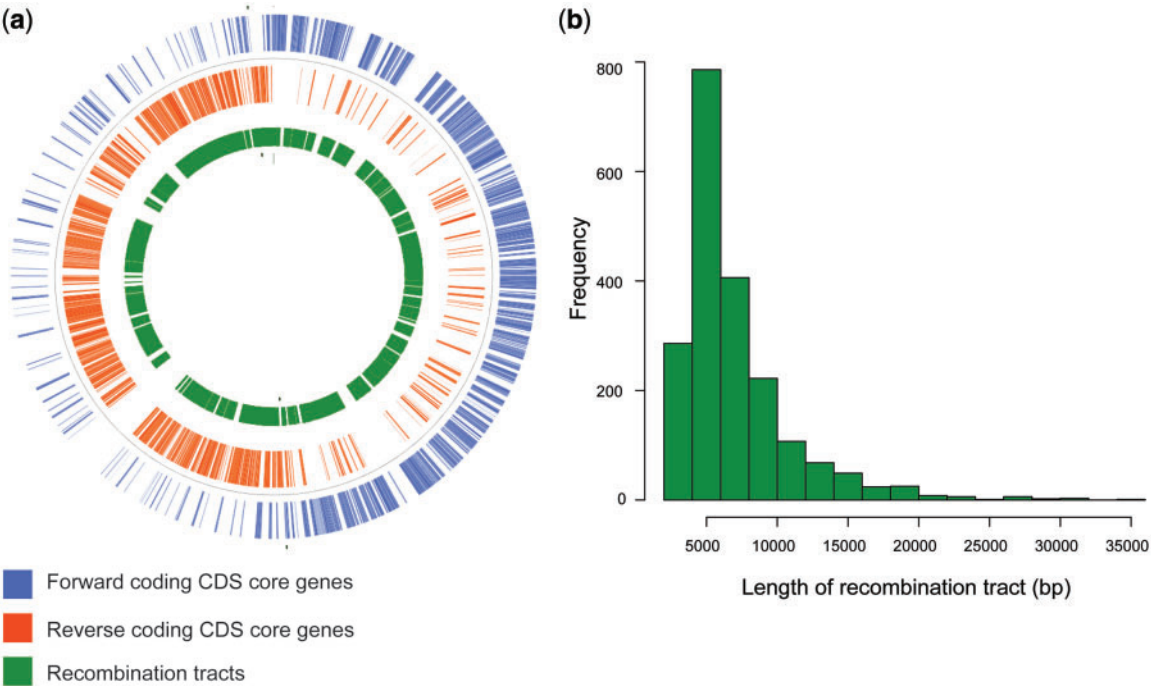 (a)
Forward coding CDS core genes
Reverse coding CDS core genes
Recombination tracts
(b)
Frequency
800
600
400
200
0
5000 10000 15000 20000 25000 30000 35000
Length of recombination tract (bp)